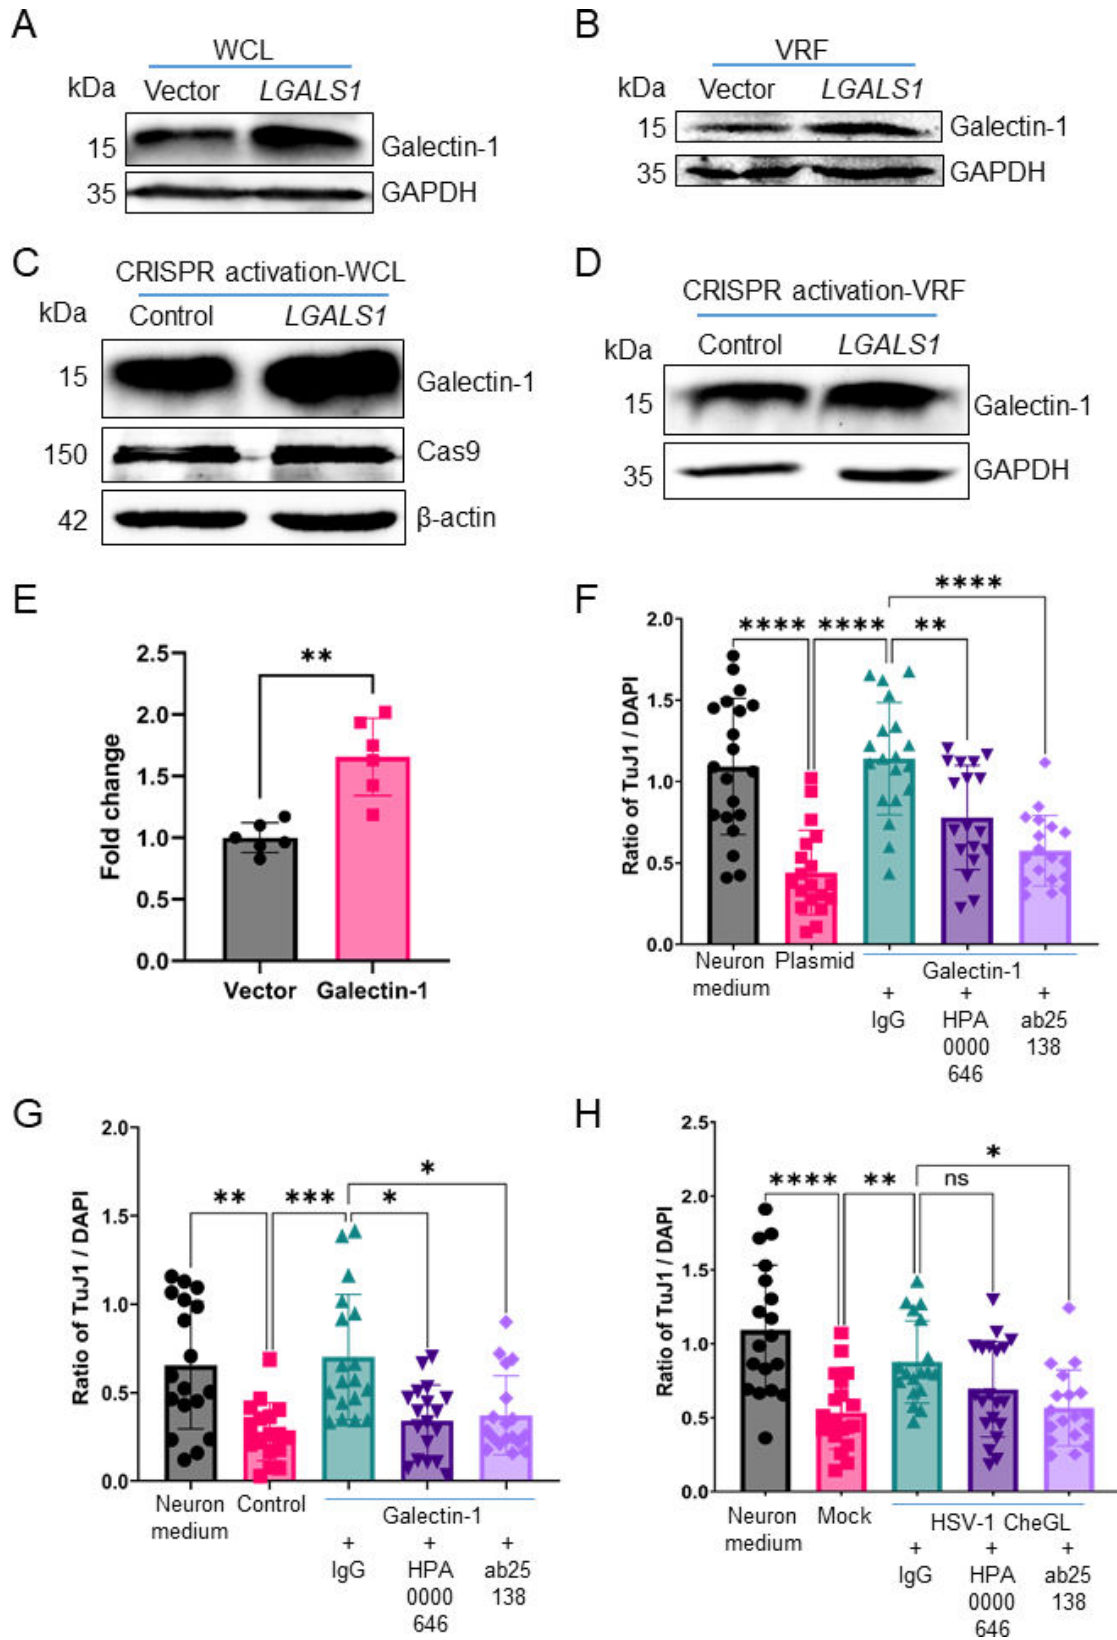 A
WCL
kDa
Vector
LGALS1
15
Galectin-1
35
GAPDH
B
VRF
kDa
Vector
LGALS1
15
Galectin-1
35
GAPDH
C
CRISPR activation-WCL
kDa
Control
LGALS1
15
Galectin-1
150
Cas9
42
β-actin
D
CRISPR activation-VRF
kDa
Control
LGALS1
15
Galectin-1
35
GAPDH
E
Fold change
2.5
2.0
1.5
1.0
0.5
0.0
**
Vector
Galectin-1
F
Ratio of TuJ1 / DAPI
2.0
1.5
1.0
0.5
0.0
****
**** **** **
Neuron
medium
Plasmid
Galectin-1
+ + +
IgG HPA ab25
0000 138
646
G
Ratio of TuJ1 / DAPI
2.0
1.5
1.0
0.5
0.0
*
** *** *
Neuron
medium
Control
Galectin-1
+ + +
IgG HPA ab25
0000 138
646
H
Ratio of TuJ1 / DAPI
2.5
2.0
1.5
1.0
0.5
0.0
*
**** ** ns
Neuron
medium
Mock
HSV-1 CheGL
+ + +
IgG HPA ab25
0000 138
646